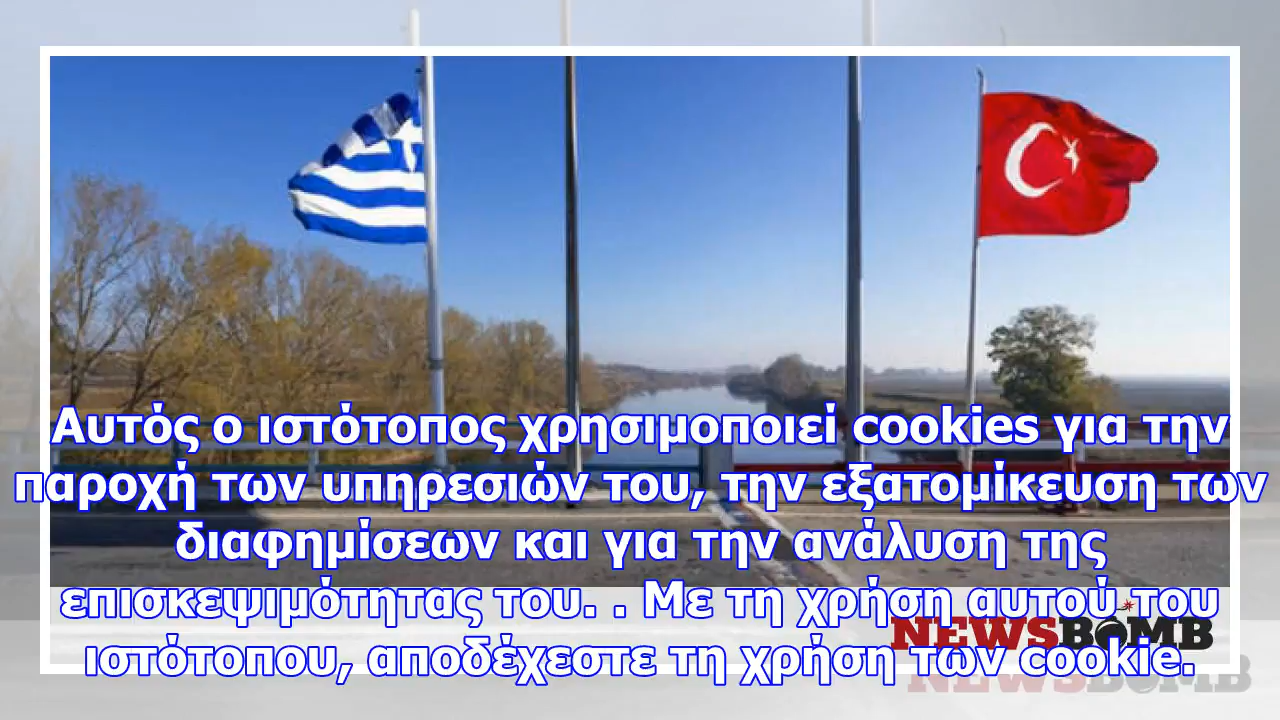 Αυτός ο ιστότοπος χρησιμοποιεί cookies για την
παροχή των υπηρεσιών του, την εξατομίκευση των
διαφημίσεων και για την ανάλυση της
επισκεψιμότητας του. . Με τη χρήση αυτού του
ιστότοπου, αποδέχεστε τη χρήση των cookie.
NEWSBOMB
NEWSBOMB